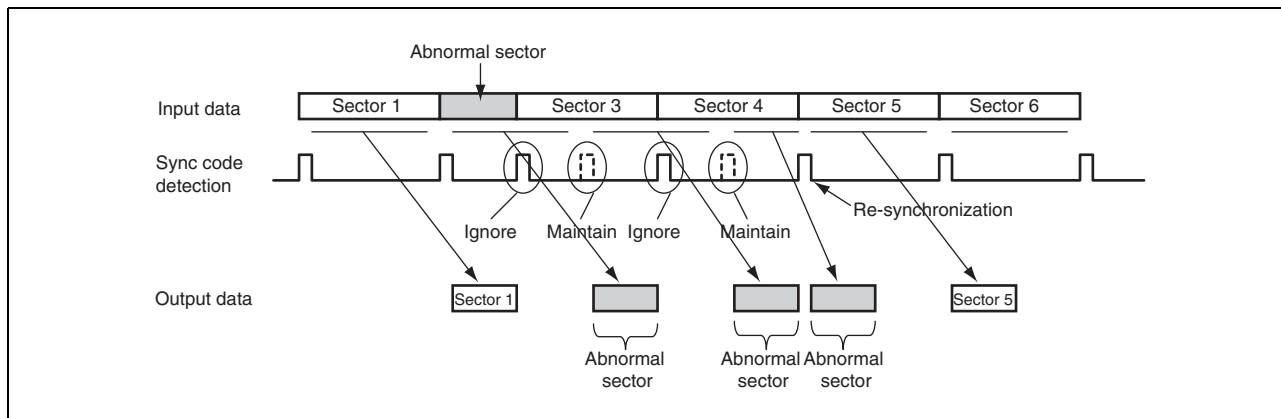 Abnormal sector
Input data
Sector 1
Sector 3
Sector 4
Sector 5
Sector 6
Sync code
detection
Re-synchronization
Ignore
Maintain
Ignore
Maintain
Output data
Sector 1
Sector 5
Abnormal
sector
Abnormal
sector
Abnormal
sector